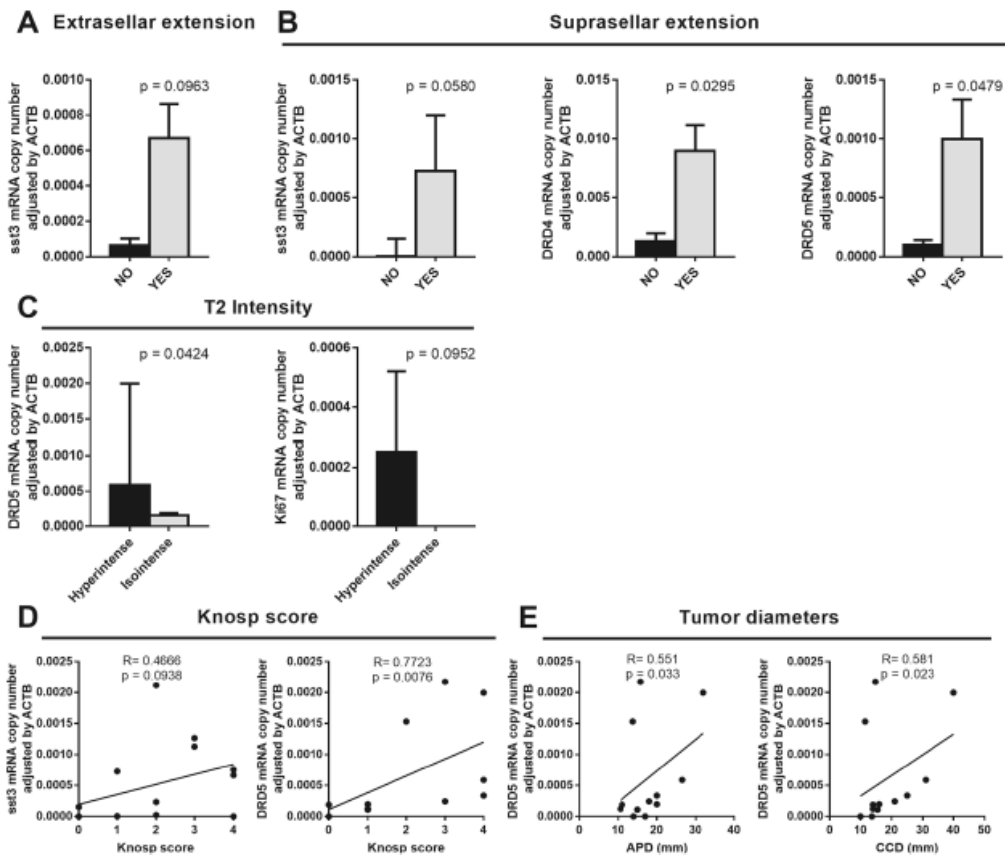 A Extrasellar extension
B Suprasellar extension
sst3 mRNA copy number
adjusted by ACTB
0.0010
0.0008
0.0006
0.0004
0.0002
0.0000
p = 0.0963
NO
YES
sst3 mRNA copy number
adjusted by ACTB
0.0015
0.0010
0.0005
0.0000
p = 0.0580
NO
YES
DRD4 mRNA copy number
adjusted by ACTB
0.015
0.010
0.005
0.000
p = 0.0295
NO
YES
DRD5 mRNA copy number
adjusted by ACTB
0.0015
0.0010
0.0005
0.0000
p = 0.0479
NO
YES
C T2 Intensity
DRD5 mRNA copy number
adjusted by ACTB
0.0025
0.0020
0.0015
0.0010
0.0005
0.0000
p = 0.0424
Hyperintense
Isointense
Ki67 mRNA copy number
adjusted by ACTB
0.0006
0.0004
0.0002
0.0000
p = 0.0952
Hyperintense
Isointense
D Knosp score
sst3 mRNA copy number
adjusted by ACTB
0.0025
0.0020
0.0015
0.0010
0.0005
0.0000
R= 0.4666
p = 0.0938
0 1 2 3 4
Knosp score
DRD5 mRNA copy number
adjusted by ACTB
0.0025
0.0020
0.0015
0.0010
0.0005
0.0000
R= 0.7723
p = 0.0076
0 1 2 3 4
Knosp score
E Tumor diameters
DRD5 mRNA copy number
adjusted by ACTB
0.0025
0.0020
0.0015
0.0010
0.0005
0.0000
R= 0.551
p = 0.033
0 10 20 30 40
APD (mm)
DRD5 mRNA copy number
adjusted by ACTB
0.0025
0.0020
0.0015
0.0010
0.0005
0.0000
R= 0.581
p = 0.023
0 10 20 30 40 50
CCD (mm)